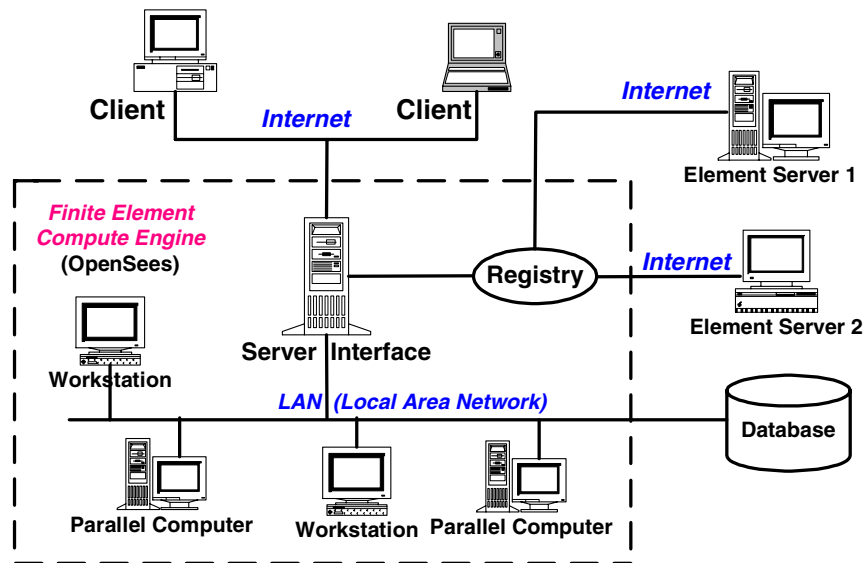 Client
Internet
Client
Internet
Element Server 1
Finite Element
Compute Engine
(OpenSees)
Registry
Internet
Element Server 2
Server Interface
Workstation
LAN (Local Area Network)
Database
Parallel Computer
Workstation
Parallel Computer